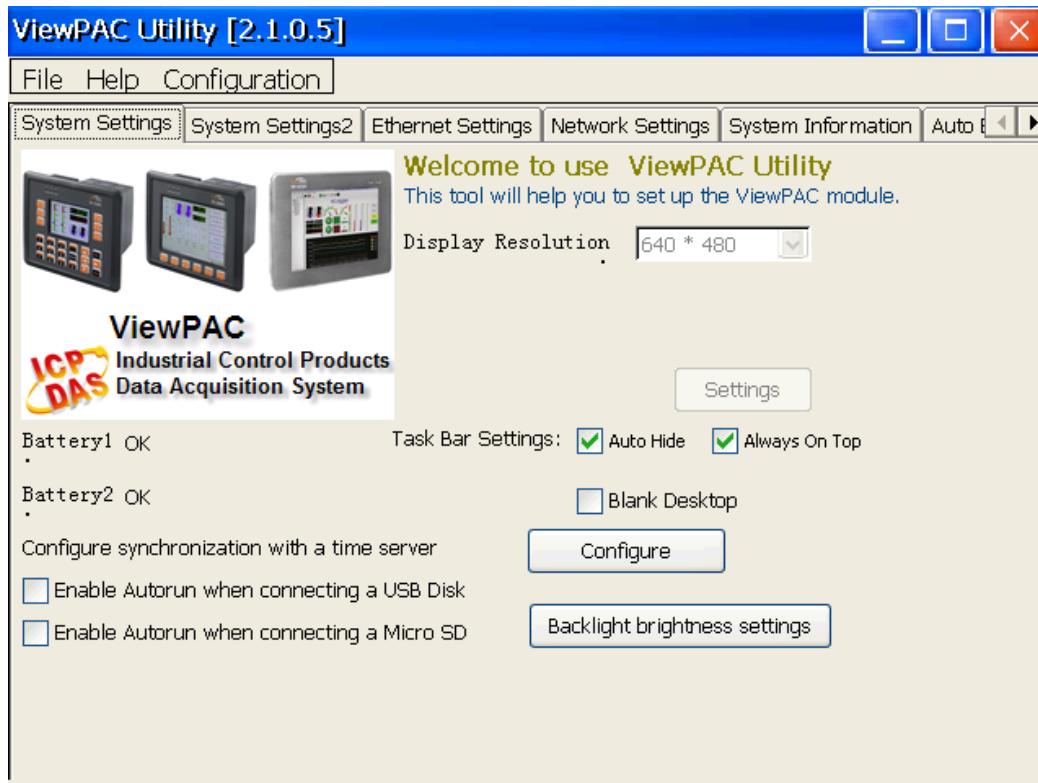 ViewPAC Utility [2.1.0.5]
File Help Configuration
System Settings System Settings2 Ethernet Settings Network Settings System Information Auto
Welcome to use ViewPAC Utility
This tool will help you to set up the ViewPAC module.
Display Resolution 640 * 480
ViewPAC
ICP DAS
Industrial Control Products
Data Acquisition System
Settings
Battery1 OK
Task Bar Settings: Auto Hide Always On Top
Battery2 OK
Blank Desktop
Configure synchronization with a time server Configure
Enable Autorun when connecting a USB Disk
Enable Autorun when connecting a Micro SD
Backlight brightness settings